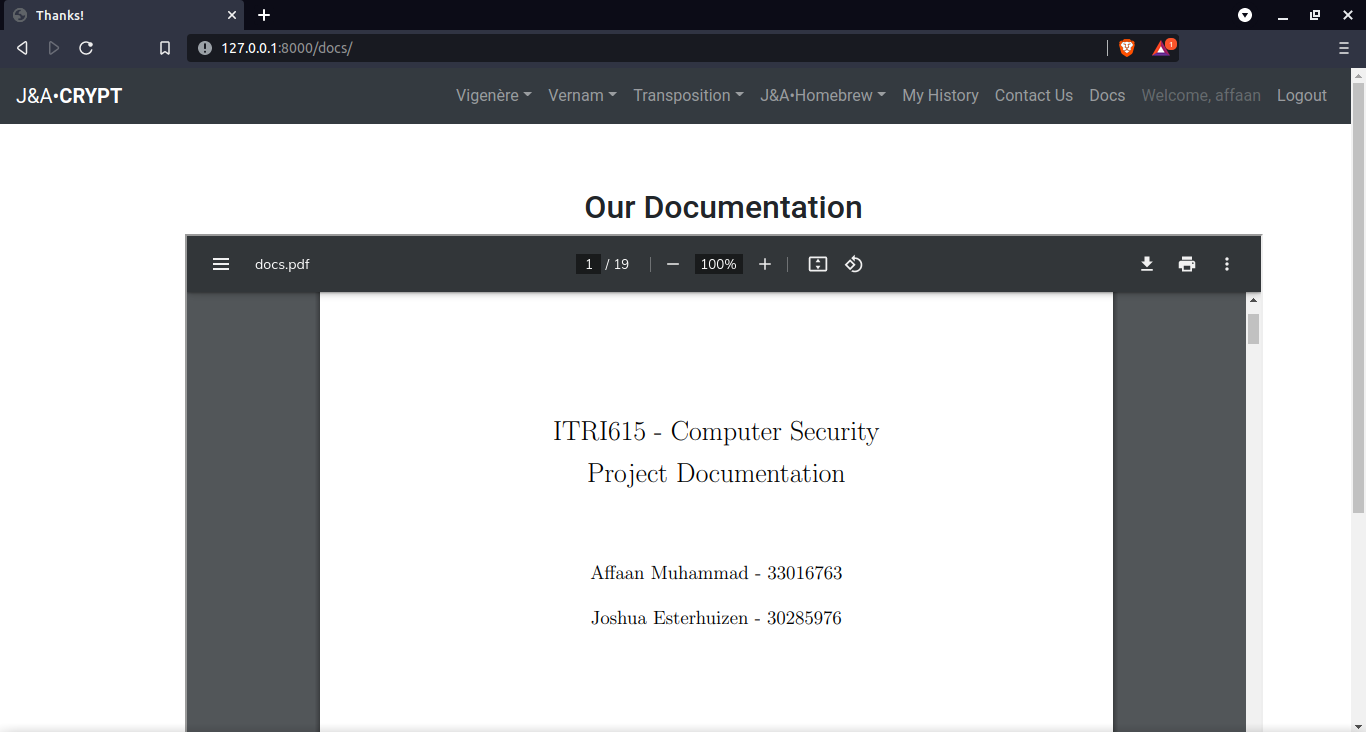 Thanks!
127.0.0.1:8000/docs/
1
J&A•CRYPT
Vigenère Vernam Transposition J&A•Homebrew My History Contact Us Docs Welcome, affaan Logout
Our Documentation
docs.pdf 1 / 19 100%
ITRI615 - Computer Security
Project Documentation
Affaan Muhammad - 33016763
Joshua Esterhuizen - 30285976